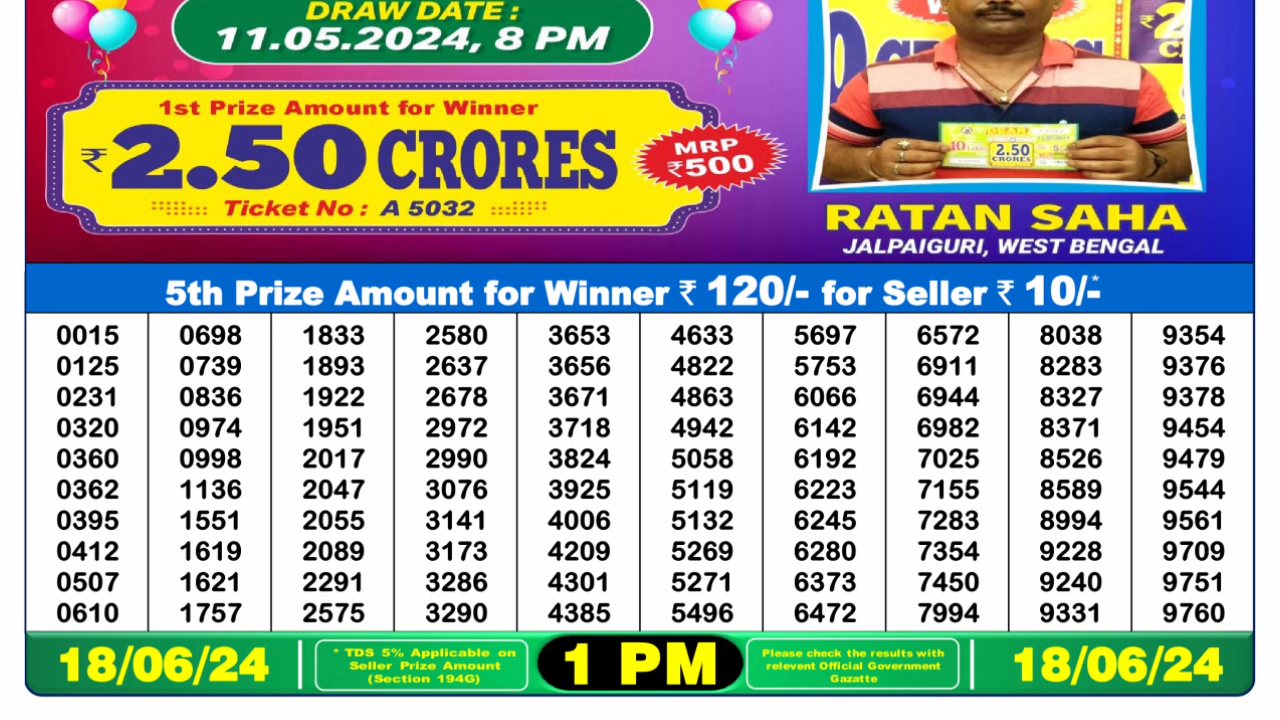 DRAW DATE :
11.05.2024, 8 PM
1st Prize Amount for Winner
₹2.50 CRORES
MRP
₹500
Ticket No : A 5032
DEAR
10
2.50
CRORES
RATAN SAHA
JALPAIGURI, WEST BENGAL
5th Prize Amount for Winner ₹ 120/- for Seller ₹ 10/-*
0015 0698 1833 2580 3653 4633 5697 6572 8038 9354
0125 0739 1893 2637 3656 4822 5753 6911 8283 9376
0231 0836 1922 2678 3671 4863 6066 6944 8327 9378
0320 0974 1951 2972 3718 4942 6142 6982 8371 9454
0360 0998 2017 2990 3824 5058 6192 7025 8526 9479
0362 1136 2047 3076 3925 5119 6223 7155 8589 9544
0395 1551 2055 3141 4006 5132 6245 7283 8994 9561
0412 1619 2089 3173 4209 5269 6280 7354 9228 9709
0507 1621 2291 3286 4301 5271 6373 7450 9240 9751
0610 1757 2575 3290 4385 5496 6472 7994 9331 9760
18/06/24
* TDS 5% Applicable on
Seller Prize Amount
(Section 194G)
1 PM
Please check the results with
relevent Official Government
Gazatte
18/06/24